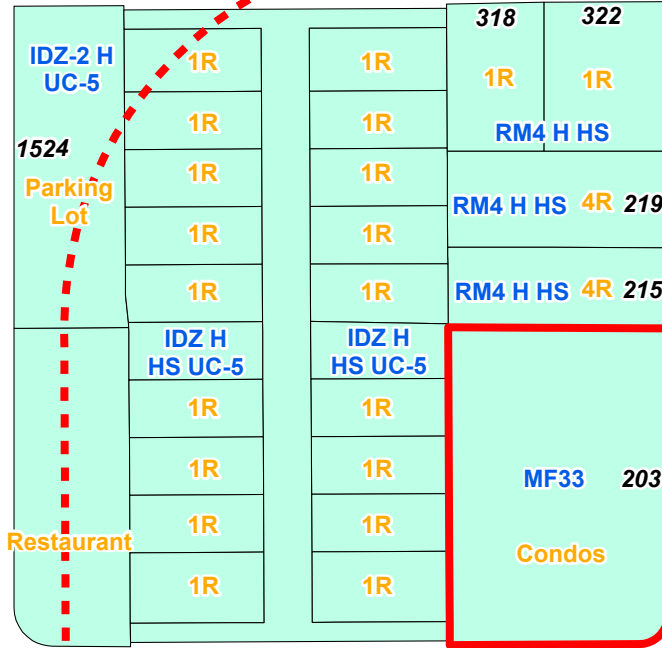 318
322
IDZ-2 H
UC-5
1R
1R
1R
1R
1R
1R
RM4 H HS
1524
Parking
Lot
1R
1R
RM4 H HS 4R 219
1R
1R
1R
1R
RM4 H HS 4R 215
IDZ H
HS UC-5
IDZ H
HS UC-5
1R
1R
1R
1R
MF33 203
Restaurant
1R
1R
Condos
1R
1R